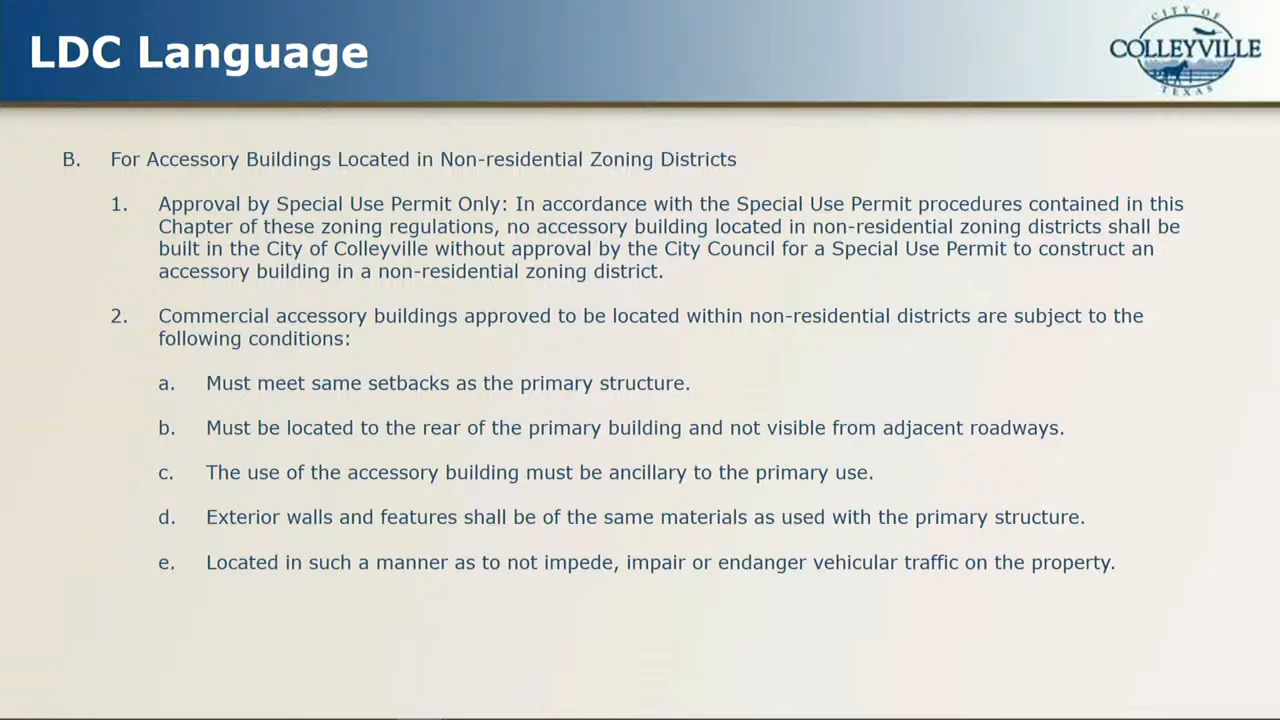 LDC Language
CITY OF
COLLEYVILLE
TEXAS
B. For Accessory Buildings Located in Non-residential Zoning Districts
1. Approval by Special Use Permit Only: In accordance with the Special Use Permit procedures contained in this
Chapter of these zoning regulations, no accessory building located in non-residential zoning districts shall be
built in the City of Colleyville without approval by the City Council for a Special Use Permit to construct an
accessory building in a non-residential zoning district.
2. Commercial accessory buildings approved to be located within non-residential districts are subject to the
following conditions:
a. Must meet same setbacks as the primary structure.
b. Must be located to the rear of the primary building and not visible from adjacent roadways.
c. The use of the accessory building must be ancillary to the primary use.
d. Exterior walls and features shall be of the same materials as used with the primary structure.
e. Located in such a manner as to not impede, impair or endanger vehicular traffic on the property.